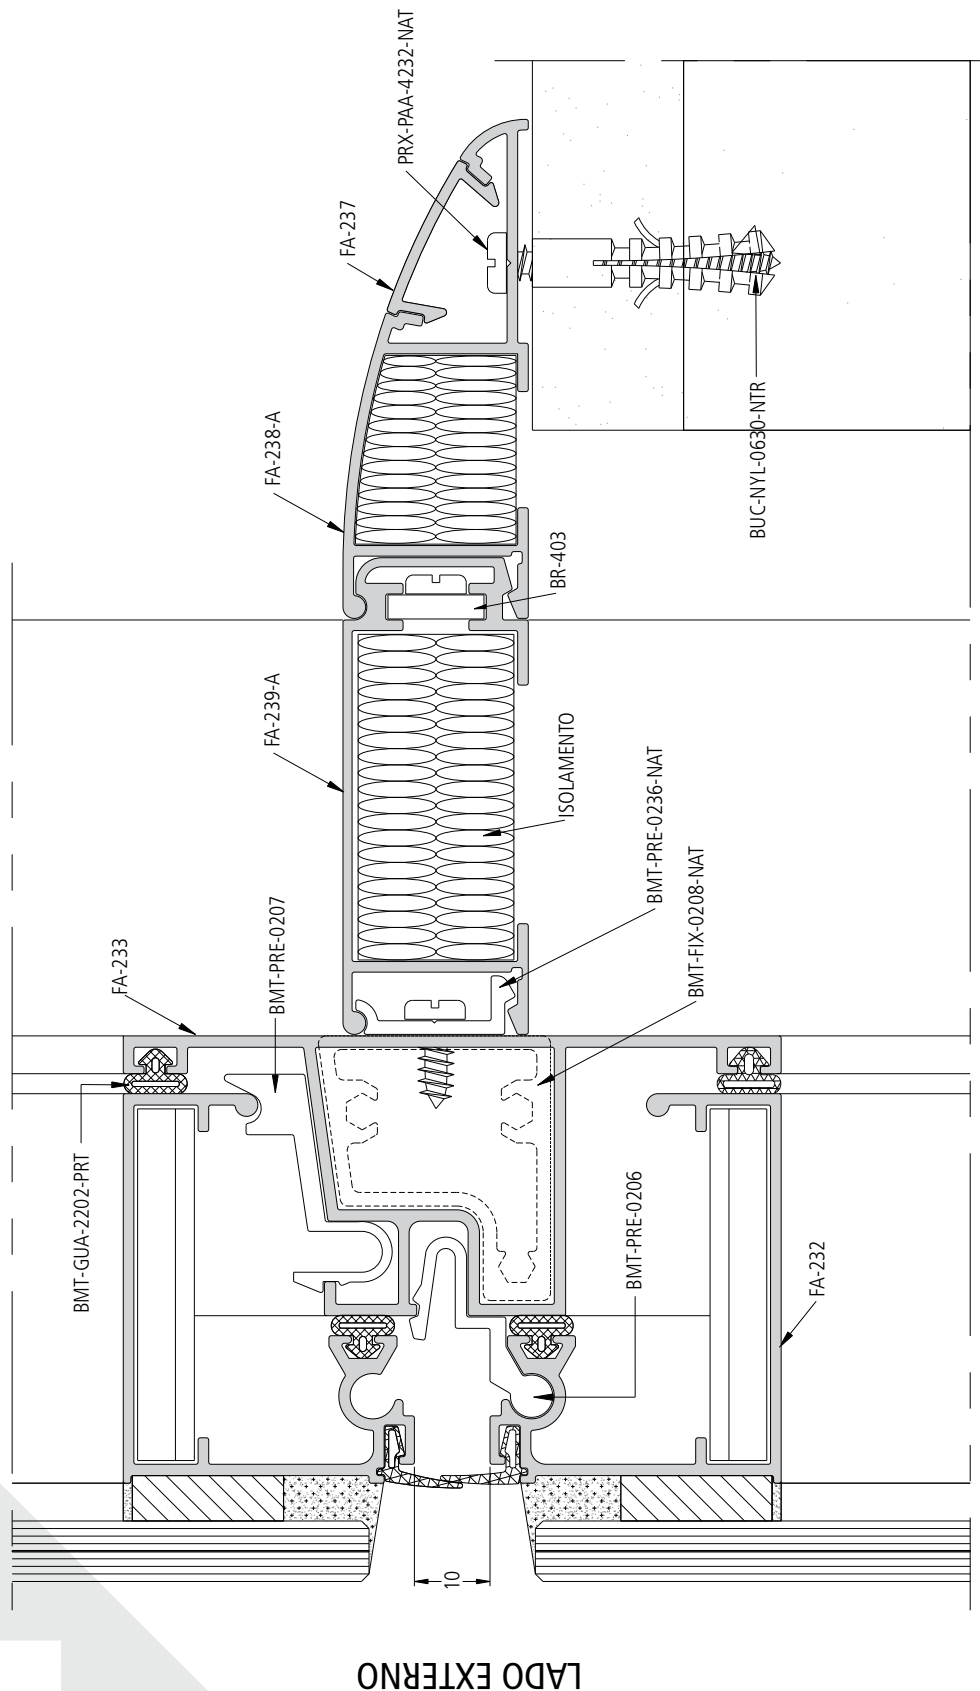 PRX-PAA-4232-NAT
FA-237
FA-238-A
BUC-NYL-0630-NTR
BR-403
FA-239-A
ISOLAMENTO
BMT-PRE-0236-NAT
BMT-FIX-0208-NAT
BMT-PRE-0207
FA-233
BMT-GUA-2202-PRT
BMT-PRE-0206
FA-232
10
LADO EXTERNO